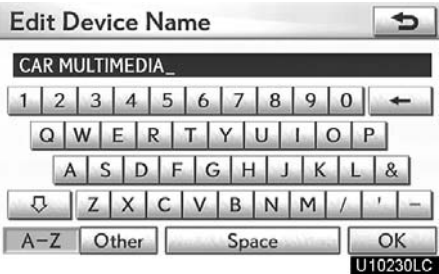 Edit Device Name
CAR MULTIMEDIA_
1 2 3 4 5 6 7 8 9 0 ←
Q W E R T Y U I O P
A S D F G H J K L &
⇩ Z X C V B N M / ' -
A-Z Other Space OK
U10230LC